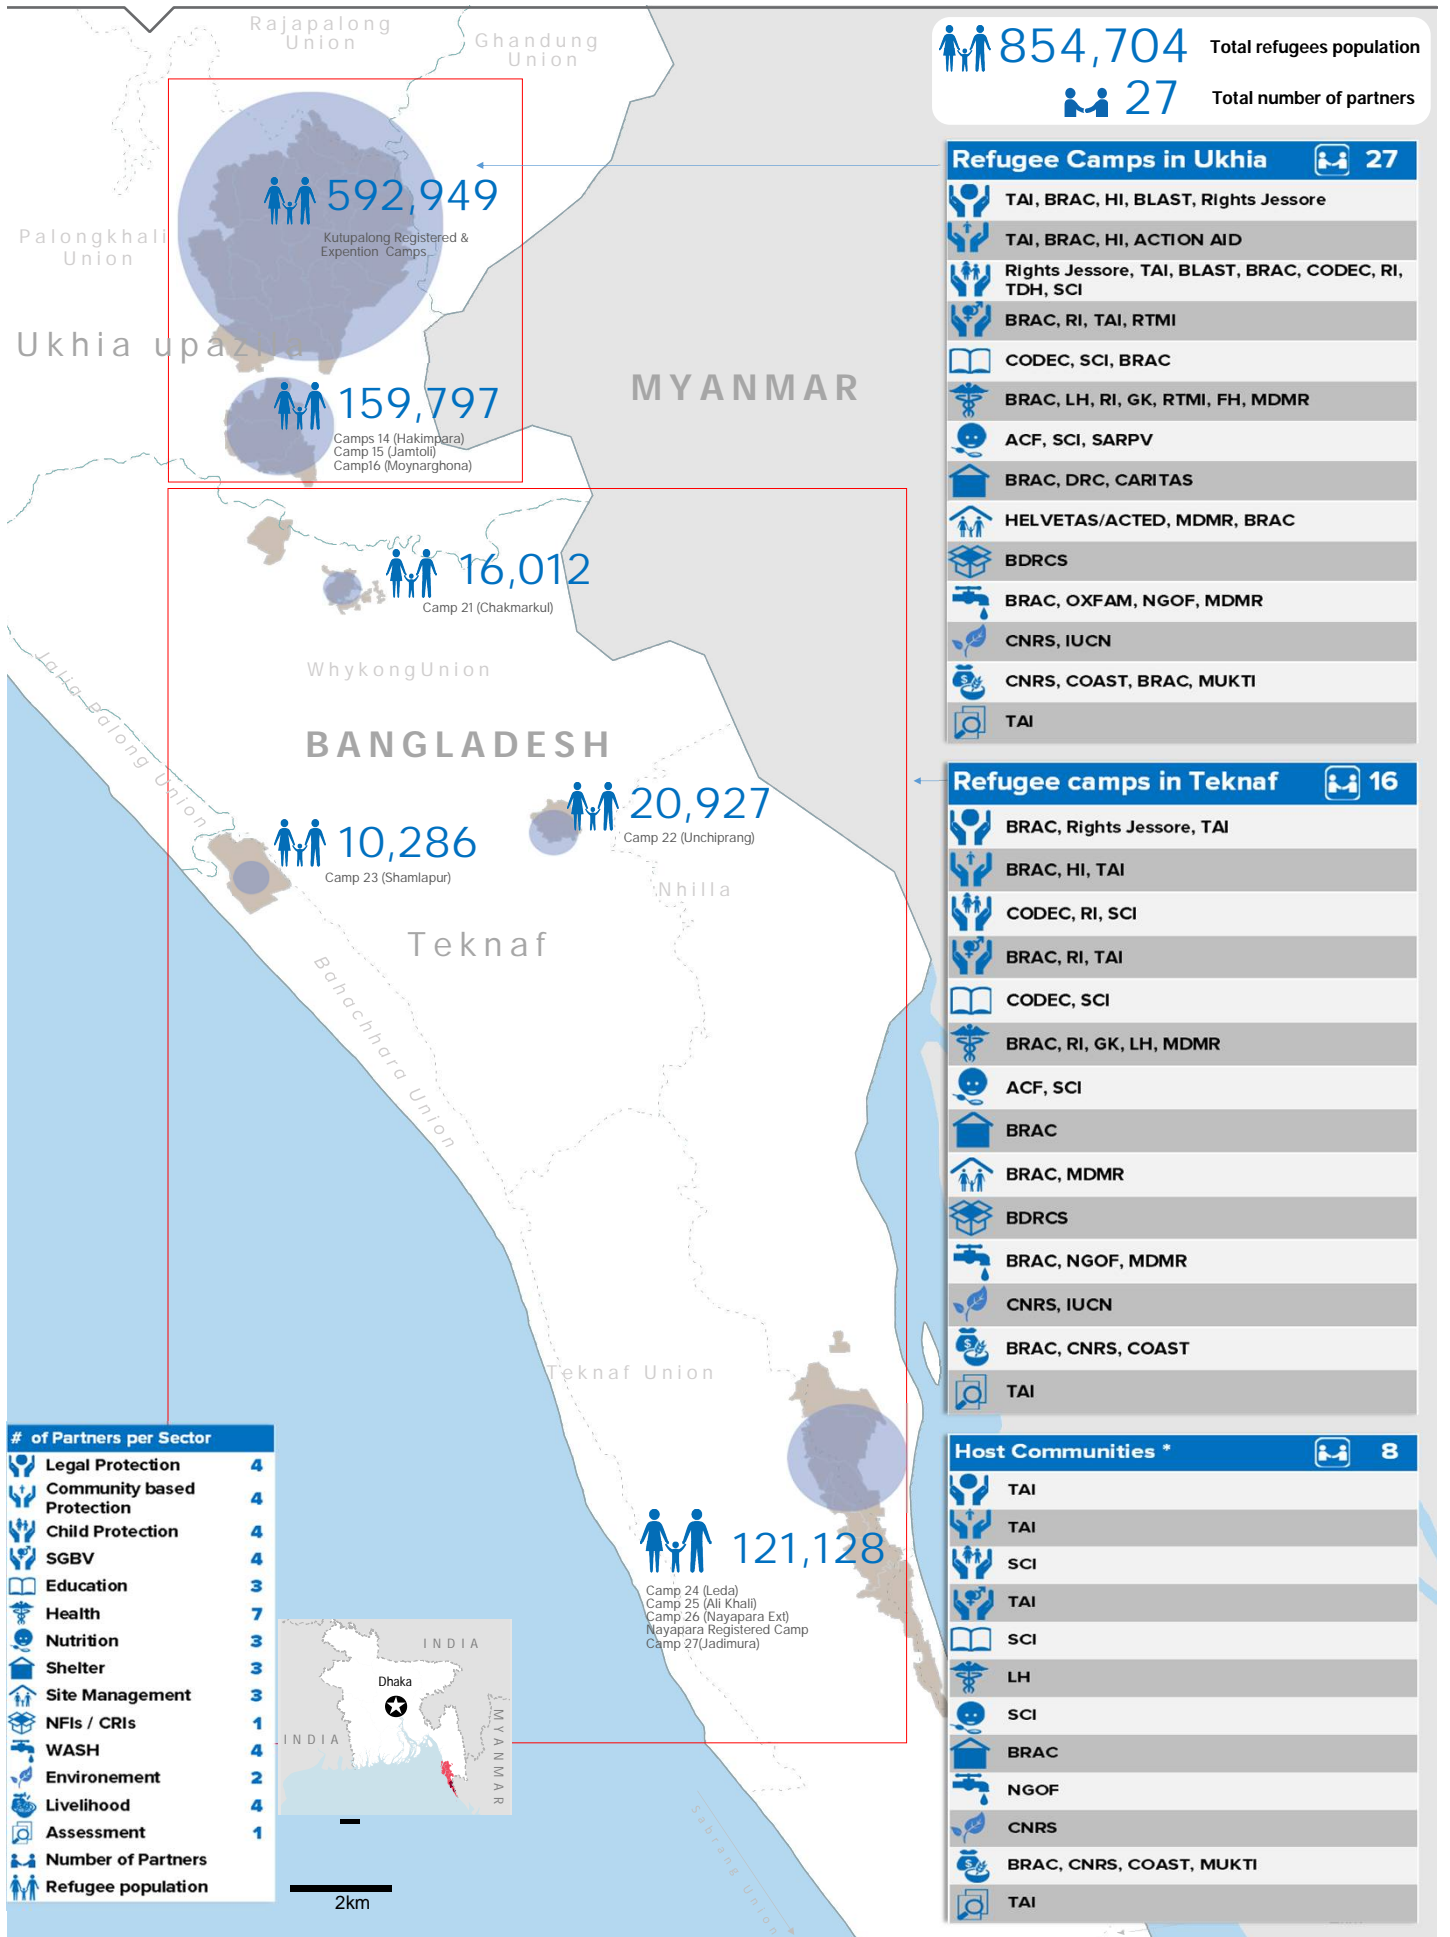 Rajapalong
Union
Ghandung
Union
854,704 Total refugees population
27 Total number of partners
592,949
Kutupalong Registered &
Expention Camps
Palongkhali
Union
Ukhia upazila
159,797
Camps 14 (Hakimpara)
Camp 15 (Jamtoli)
Camp16 (Moynarghona)
MYANMAR
16,012
Camp 21 (Chakmarkul)
WhykongUnion
Jalia Palong Union
BANGLADESH
20,927
Camp 22 (Unchiprang)
10,286
Camp 23 (Shamlapur)
Nhilla
Teknaf
Bahachhara Union
Teknaf Union
121,128
Camp 24 (Leda)
Camp 25 (Ali Khali)
Camp 26 (Nayapara Ext)
Nayapara Registered Camp
Camp 27(Jadimura)
Sabrang Union
Refugee Camps in Ukhia 27
TAI, BRAC, HI, BLAST, Rights Jessore
TAI, BRAC, HI, ACTION AID
Rights Jessore, TAI, BLAST, BRAC, CODEC, RI,
TDH, SCI
BRAC, RI, TAI, RTMI
CODEC, SCI, BRAC
BRAC, LH, RI, GK, RTMI, FH, MDMR
ACF, SCI, SARPV
BRAC, DRC, CARITAS
HELVETAS/ACTED, MDMR, BRAC
BDRCS
BRAC, OXFAM, NGOF, MDMR
CNRS, IUCN
CNRS, COAST, BRAC, MUKTI
TAI
Refugee camps in Teknaf 16
BRAC, Rights Jessore, TAI
BRAC, HI, TAI
CODEC, RI, SCI
BRAC, RI, TAI
CODEC, SCI
BRAC, RI, GK, LH, MDMR
ACF, SCI
BRAC
BRAC, MDMR
BDRCS
BRAC, NGOF, MDMR
CNRS, IUCN
BRAC, CNRS, COAST
TAI
Host Communities * 8
TAI
TAI
SCI
TAI
SCI
LH
SCI
BRAC
NGOF
CNRS
BRAC, CNRS, COAST, MUKTI
TAI
# of Partners per Sector
Legal Protection 4
Community based
Protection 4
Child Protection 4
SGBV 4
Education 3
Health 7
Nutrition 3
Shelter 3
Site Management 3
NFIs / CRIs 1
WASH 4
Environement 2
Livelihood 4
Assessment 1
Number of Partners
Refugee population
INDIA
Dhaka
INDIA
MYANMAR
2km